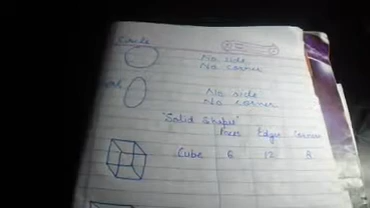 Circle
No side
No corner
No side
No corner
"Solid Shapes"
Faces Edges Corners
Cube 6 12 8